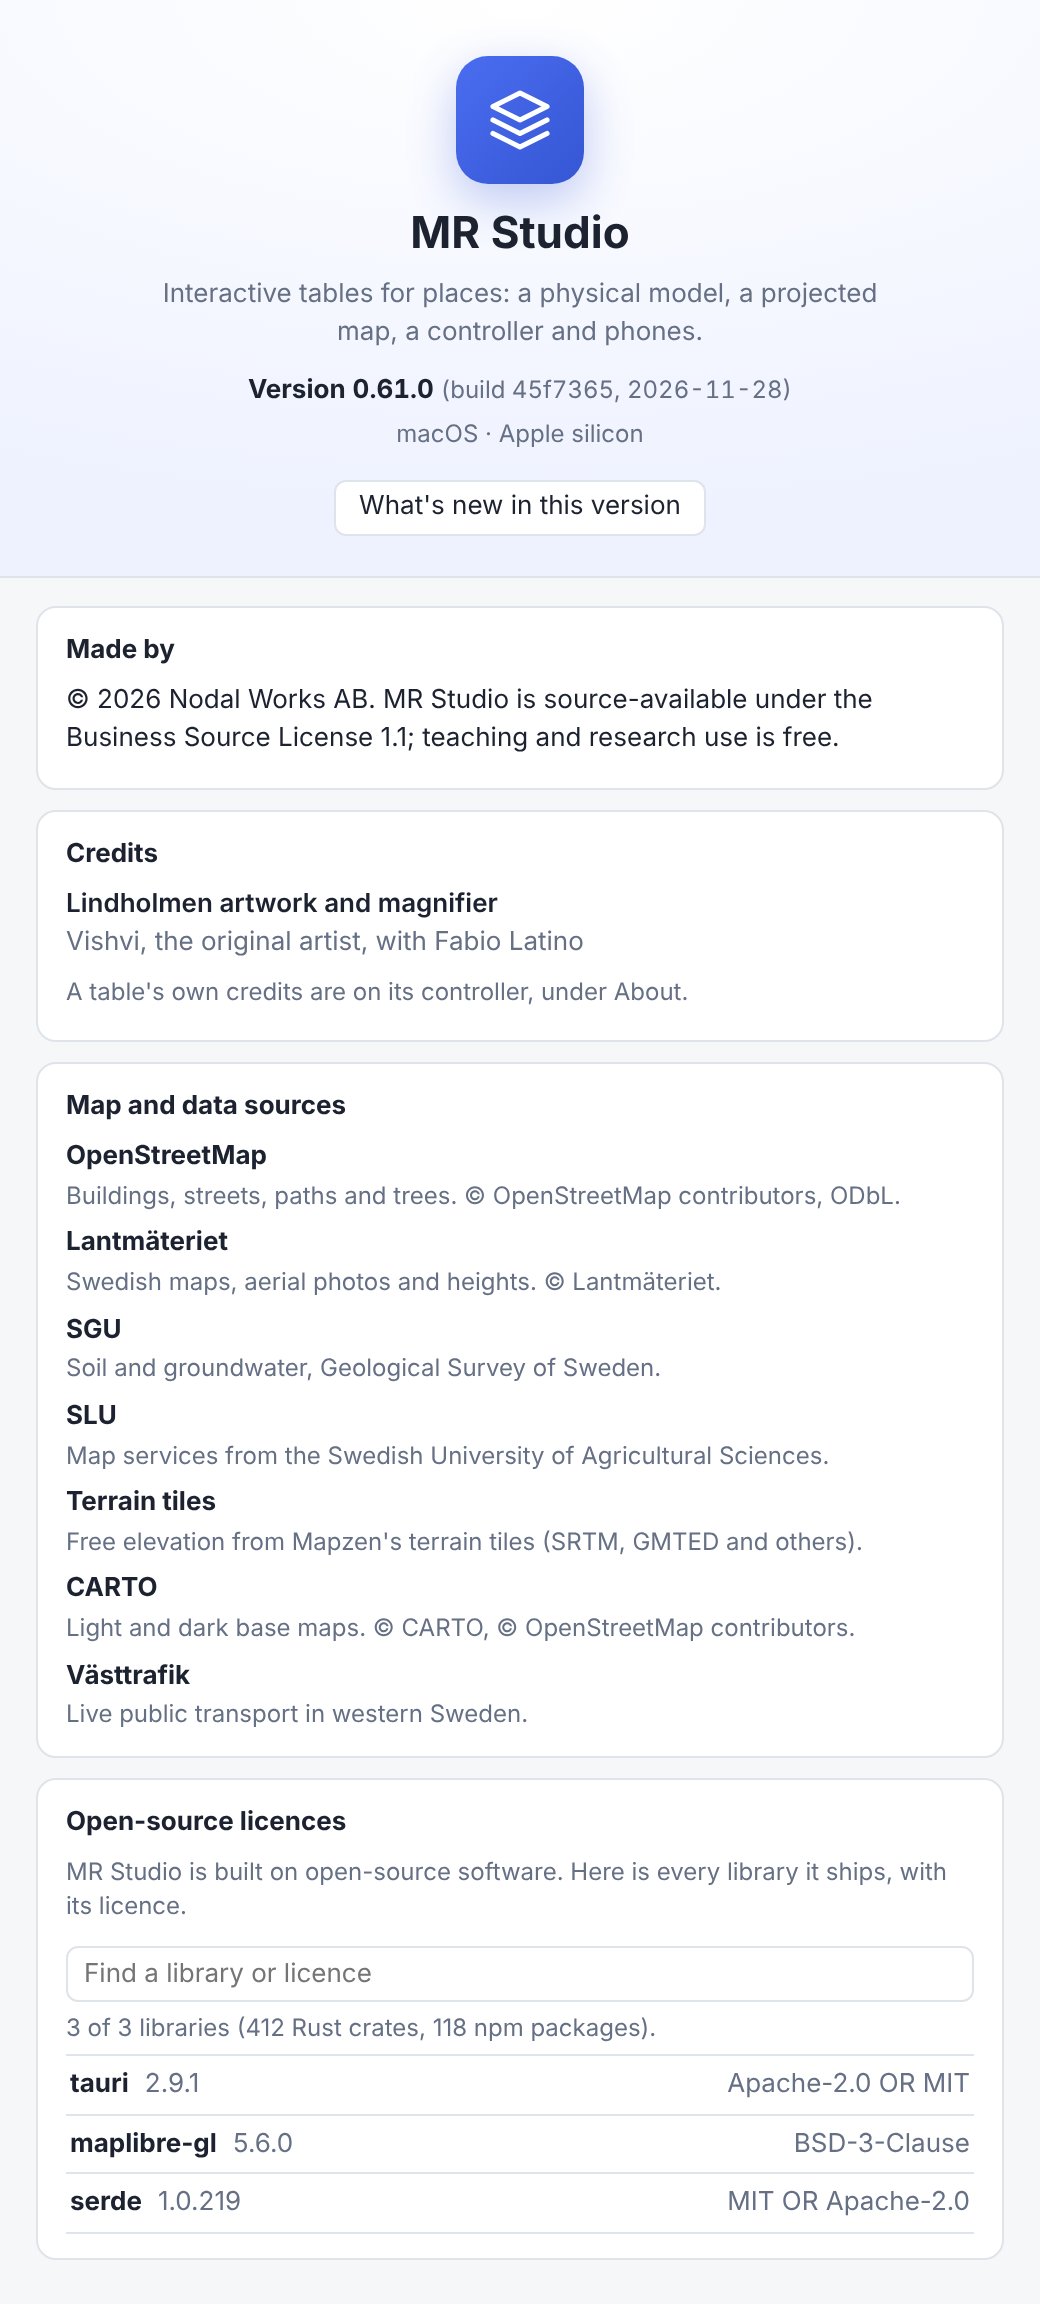 MR Studio
Interactive tables for places: a physical model, a projected
map, a controller and phones.
Version 0.61.0 (build 45f7365, 2026-11-28)
macOS · Apple silicon
What's new in this version
Made by
© 2026 Nodal Works AB. MR Studio is source-available under the
Business Source License 1.1; teaching and research use is free.
Credits
Lindholmen artwork and magnifier
Vishvi, the original artist, with Fabio Latino
A table's own credits are on its controller, under About.
Map and data sources
OpenStreetMap
Buildings, streets, paths and trees. © OpenStreetMap contributors, ODbL.
Lantmäteriet
Swedish maps, aerial photos and heights. © Lantmäteriet.
SGU
Soil and groundwater, Geological Survey of Sweden.
SLU
Map services from the Swedish University of Agricultural Sciences.
Terrain tiles
Free elevation from Mapzen's terrain tiles (SRTM, GMTED and others).
CARTO
Light and dark base maps. © CARTO, © OpenStreetMap contributors.
Västtrafik
Live public transport in western Sweden.
Open-source licences
MR Studio is built on open-source software. Here is every library it ships, with
its licence.
Find a library or licence
3 of 3 libraries (412 Rust crates, 118 npm packages).
tauri 2.9.1 Apache-2.0 OR MIT
maplibre-gl 5.6.0 BSD-3-Clause
serde 1.0.219 MIT OR Apache-2.0